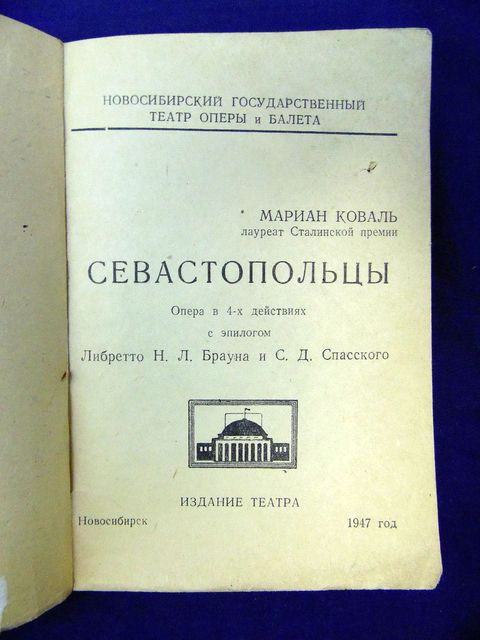 НОВОСИБИРСКИЙ ГОСУДАРСТВЕННЫЙ
ТЕАТР ОПЕРЫ и БАЛЕТА
МАРИАН КОВАЛЬ
лауреат Сталинской премии
СЕВАСТОПОЛЬЦЫ
Опера в 4-х действиях
с эпилогом
Либретто Н. Л. Брауна и С. Д. Спасского
ИЗДАНИЕ ТЕАТРА
Новосибирск 1947 год